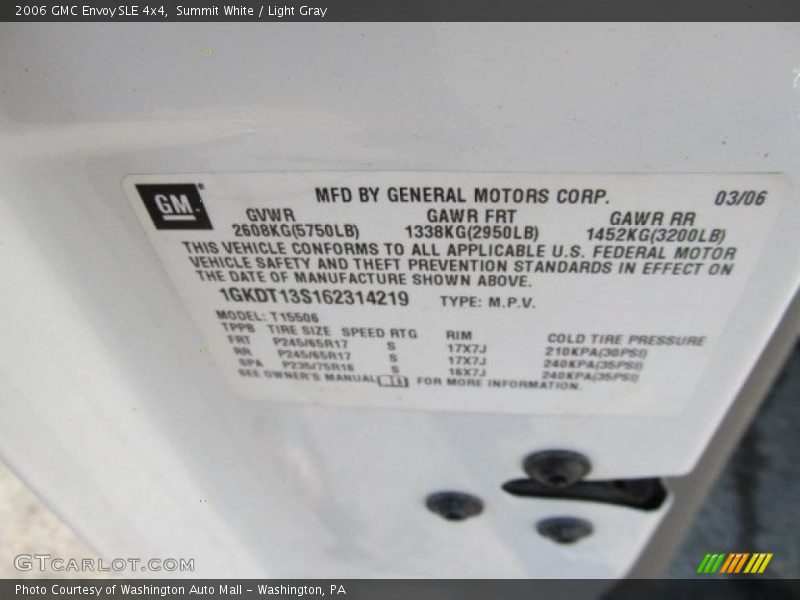 2006 GMC Envoy SLE 4x4, Summit White / Light Gray
GM
MFD BY GENERAL MOTORS CORP. 03/06
GVWR GAWR FRT GAWR RR
2608KG(5750LB) 1338KG(2950LB) 1452KG(3200LB)
THIS VEHICLE CONFORMS TO ALL APPLICABLE U.S. FEDERAL MOTOR
VEHICLE SAFETY AND THEFT PREVENTION STANDARDS IN EFFECT ON
THE DATE OF MANUFACTURE SHOWN ABOVE.
1GKDT13S162314219 TYPE: M.P.V.
MODEL: T15506
TPPB TIRE SIZE SPEED RTG RIM COLD TIRE PRESSURE
FRT P245/65R17 S 17X7J 210KPA(30PSI)
RR P245/65R17 S 17X7J 240KPA(35PSI)
SPA P235/75R16 S 16X7J 240KPA(35PSI)
SEE OWNER'S MANUAL FOR MORE INFORMATION.
GTCARLOT.COM
Photo Courtesy of Washington Auto Mall - Washington, PA